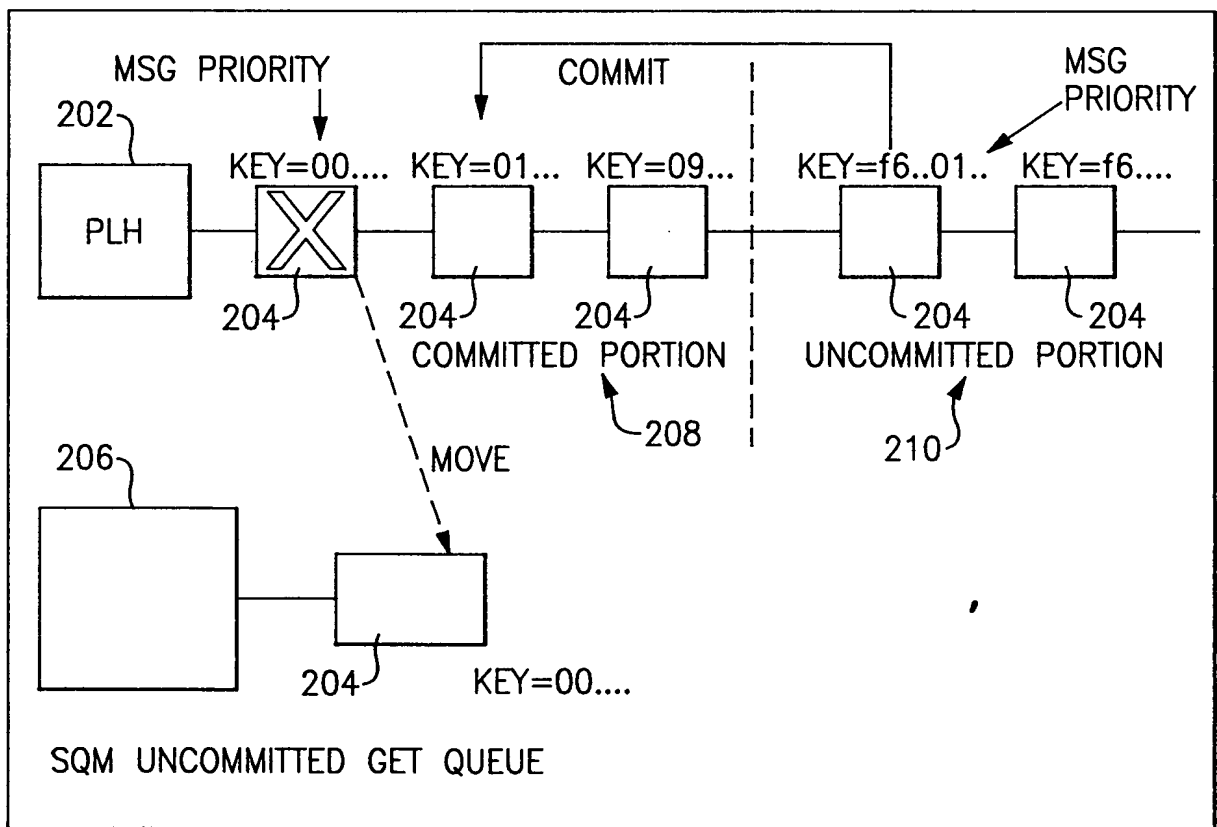 MSG PRIORITY
COMMIT
MSG
PRIORITY
202
KEY=00....
KEY=01...
KEY=09...
KEY=f6..01..
KEY=f6....
PLH
X
204
204
204
204
204
COMMITTED PORTION
UNCOMMITTED PORTION
208
210
MOVE
206
204
KEY=00....
SQM UNCOMMITTED GET QUEUE